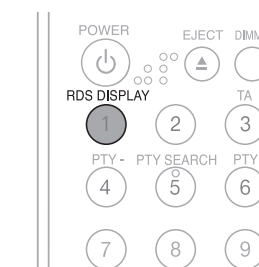 POWER EJECT DIMM
RDS DISPLAY TA
1 2 3
PTY - PTY SEARCH PTY
4 5 6
7 8 9